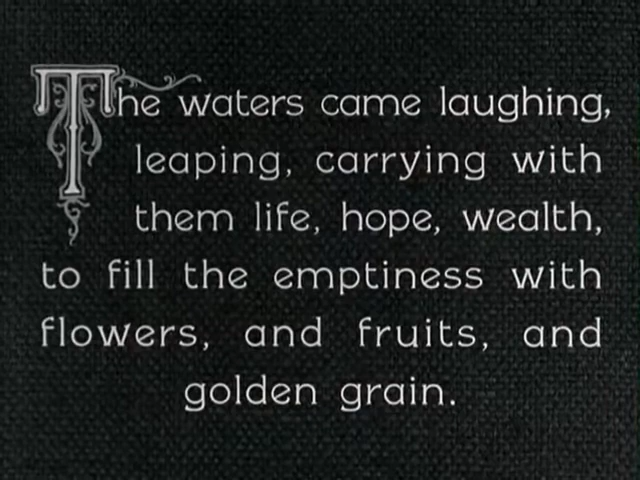 The waters came laughing,
leaping, carrying with
them life, hope, wealth,
to fill the emptiness with
flowers, and fruits, and
golden grain.